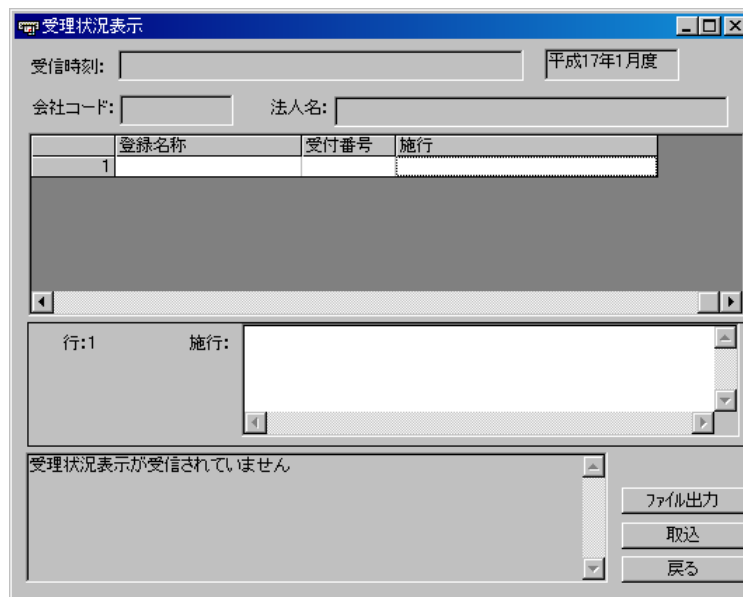 受理状況表示
受信時刻: 平成17年1月度
会社コード: 法人名:
登録名称 受付番号 施行
1
行:1 施行:
受理状況表示が受信されていません
ファイル出力
取込
戻る